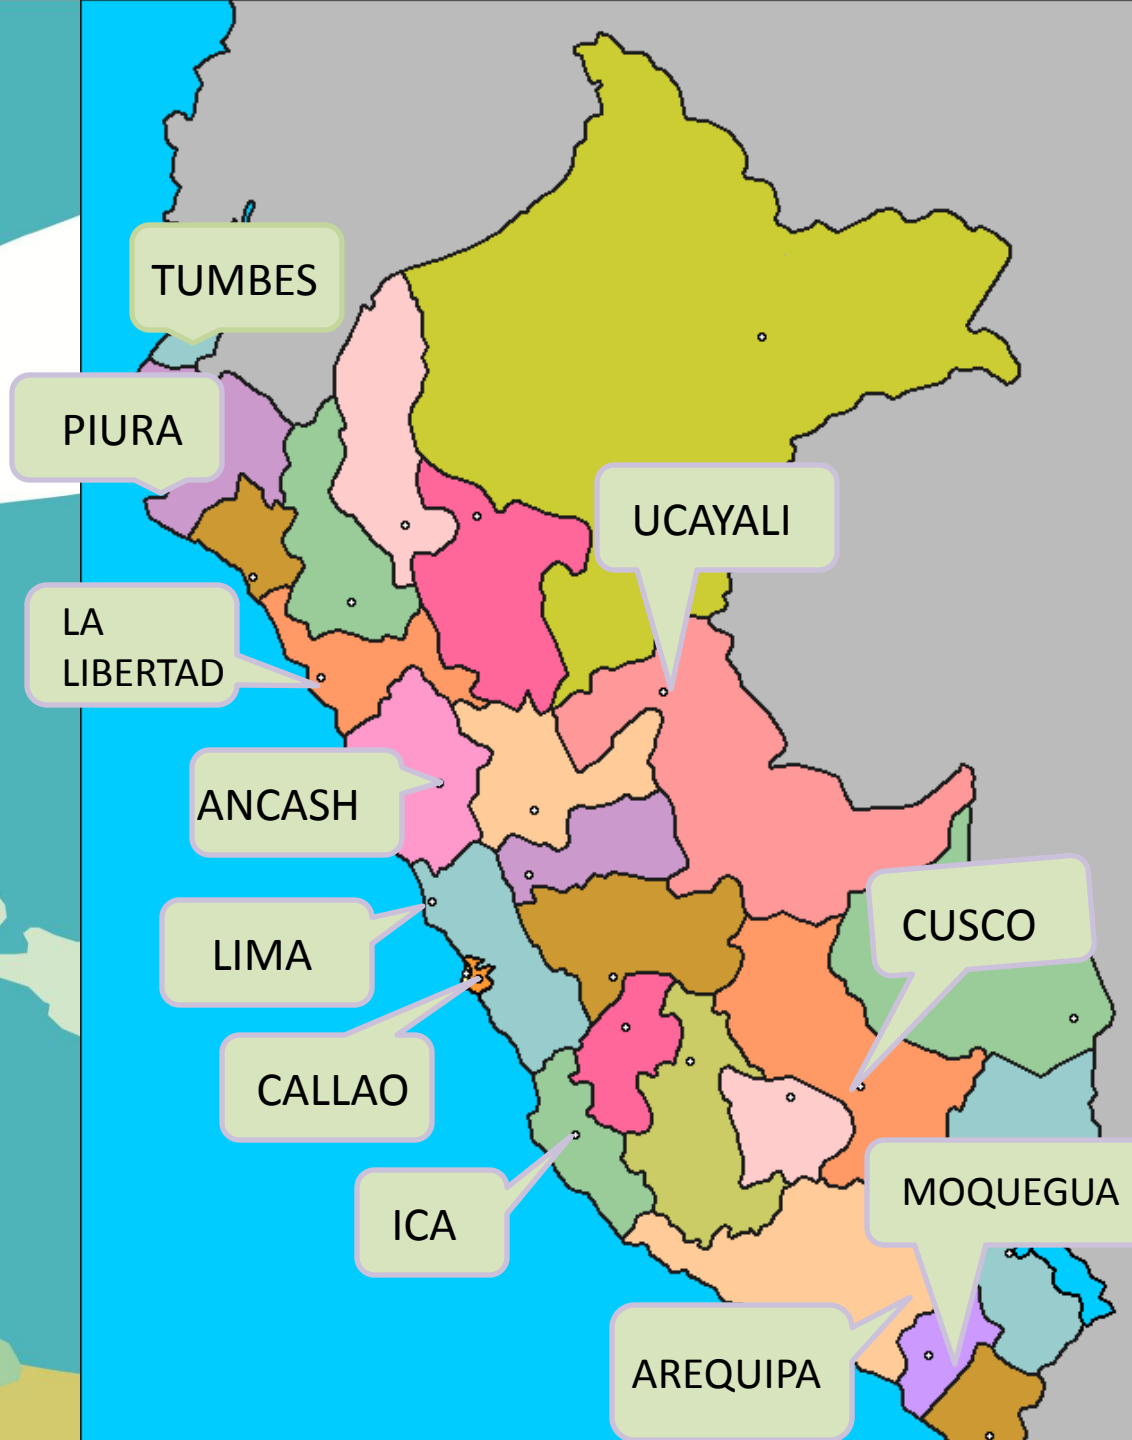 TUMBES
PIURA
UCAYALI
LA
LIBERTAD
ANCASH
CUSCO
LIMA
CALLAO
MOQUEGUA
ICA
AREQUIPA